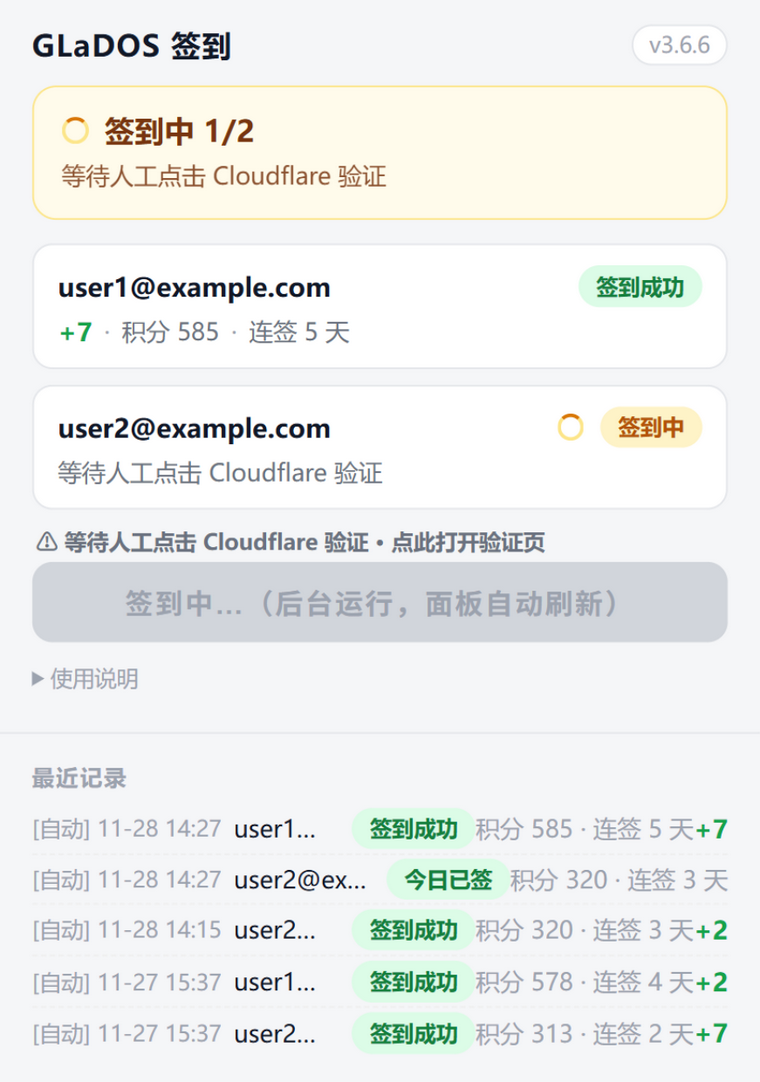 GLaDOS 签到 v3.6.6
签到中 1/2
等待人工点击 Cloudflare 验证
user1@example.com 签到成功
+7 · 积分 585 · 连签 5 天
user2@example.com 签到中
等待人工点击 Cloudflare 验证
⚠ 等待人工点击 Cloudflare 验证 • 点此打开验证页
签到中...（后台运行，面板自动刷新）
▶ 使用说明
最近记录
[自动] 11-28 14:27 user1... 签到成功 积分 585 · 连签 5 天 +7
[自动] 11-28 14:27 user2@ex... 今日已签 积分 320 · 连签 3 天
[自动] 11-28 14:15 user2... 签到成功 积分 320 · 连签 3 天 +2
[自动] 11-27 15:37 user1... 签到成功 积分 578 · 连签 4 天 +2
[自动] 11-27 15:37 user2... 签到成功 积分 313 · 连签 2 天 +7